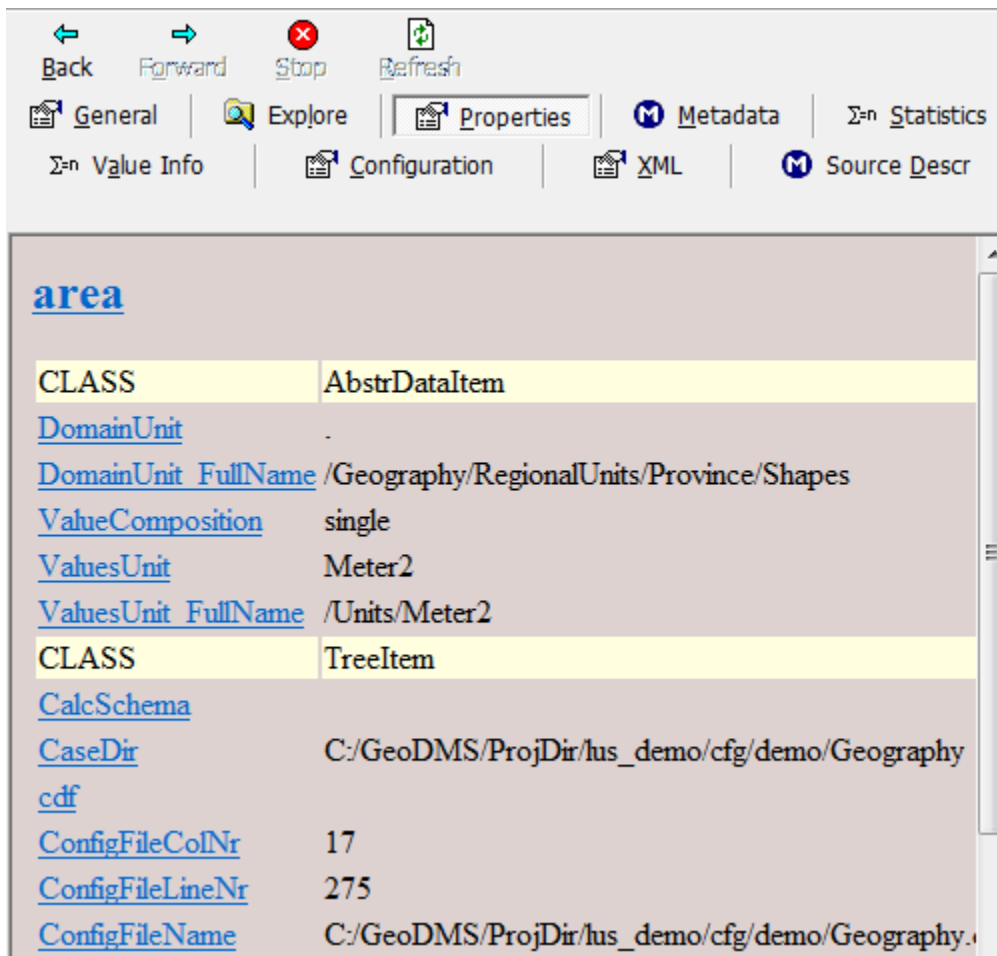 Back Forward Stop Refresh
General Explore Properties M Metadata Σ=n Statistics
Σ=n Value Info Configuration XML M Source Descr
area
CLASS AbstrDataItem
DomainUnit .
DomainUnit_FullName /Geography/RegionalUnits/Province/Shapes
ValueComposition single
ValuesUnit Meter2
ValuesUnit_FullName /Units/Meter2
CLASS TreeItem
CalcSchema
CaseDir C:/GeoDMS/ProjDir/lus_demo/cfg/demo/Geography
cdf
ConfigFileColNr 17
ConfigFileLineNr 275
ConfigFileName C:/GeoDMS/ProjDir/lus_demo/cfg/demo/Geography.